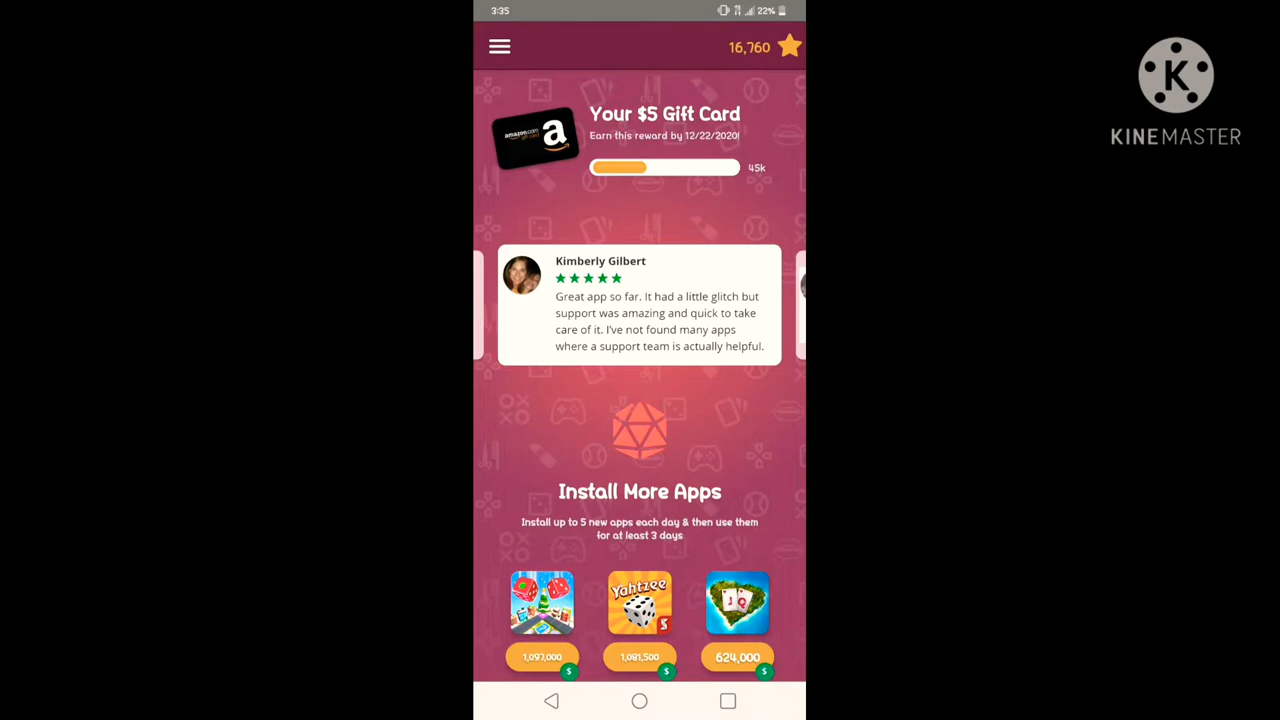 3:35
22%
16,760
K
KINEMASTER
amazon.com
a
Your $5 Gift Card
Earn this reward by 12/22/2020!
45k
Kimberly Gilbert
Great app so far. It had a little glitch but
support was amazing and quick to take
care of it. I've not found many apps
where a support team is actually helpful.
Install More Apps
Install up to 5 new apps each day & then use them
for at least 3 days
Yahtzee
J Q
1,097,000
1,081,500
624,000
$
$
$